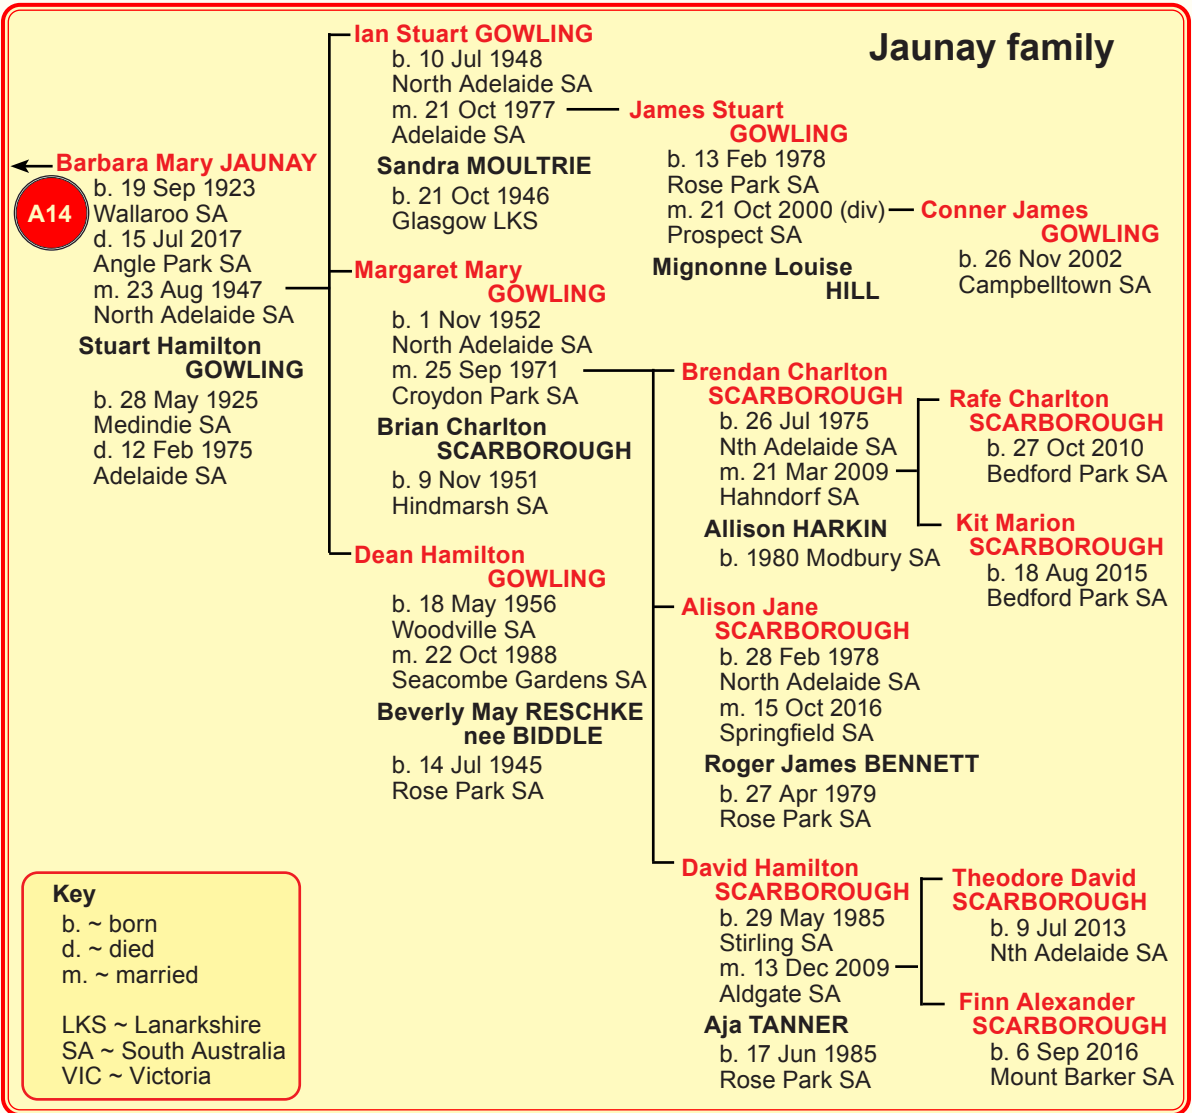 Jaunay family
Barbara Mary JAUNAY
A14
b. 19 Sep 1923
Wallaroo SA
d. 15 Jul 2017
Angle Park SA
m. 23 Aug 1947
North Adelaide SA
Stuart Hamilton
GOWLING
b. 28 May 1925
Medindie SA
d. 12 Feb 1975
Adelaide SA
Ian Stuart GOWLING
b. 10 Jul 1948
North Adelaide SA
m. 21 Oct 1977
Adelaide SA
Sandra MOULTRIE
b. 21 Oct 1946
Glasgow LKS
Margaret Mary
GOWLING
b. 1 Nov 1952
North Adelaide SA
m. 25 Sep 1971
Croydon Park SA
Brian Charlton
SCARBOROUGH
b. 9 Nov 1951
Hindmarsh SA
Dean Hamilton
GOWLING
b. 18 May 1956
Woodville SA
m. 22 Oct 1988
Seacombe Gardens SA
Beverly May RESCHKE
nee BIDDLE
b. 14 Jul 1945
Rose Park SA
James Stuart
GOWLING
b. 13 Feb 1978
Rose Park SA
m. 21 Oct 2000 (div)
Prospect SA
Mignonne Louise
HILL
Conner James
GOWLING
b. 26 Nov 2002
Campbelltown SA
Brendan Charlton
SCARBOROUGH
b. 26 Jul 1975
Nth Adelaide SA
m. 21 Mar 2009
Hahndorf SA
Allison HARKIN
b. 1980 Modbury SA
Rafe Charlton
SCARBOROUGH
b. 27 Oct 2010
Bedford Park SA
Kit Marion
SCARBOROUGH
b. 18 Aug 2015
Bedford Park SA
Alison Jane
SCARBOROUGH
b. 28 Feb 1978
North Adelaide SA
m. 15 Oct 2016
Springfield SA
Roger James BENNETT
b. 27 Apr 1979
Rose Park SA
David Hamilton
SCARBOROUGH
b. 29 May 1985
Stirling SA
m. 13 Dec 2009
Aldgate SA
Aja TANNER
b. 17 Jun 1985
Rose Park SA
Theodore David
SCARBOROUGH
b. 9 Jul 2013
Nth Adelaide SA
Finn Alexander
SCARBOROUGH
b. 6 Sep 2016
Mount Barker SA
Key
b. ~ born
d. ~ died
m. ~ married
LKS ~ Lanarkshire
SA ~ South Australia
VIC ~ Victoria